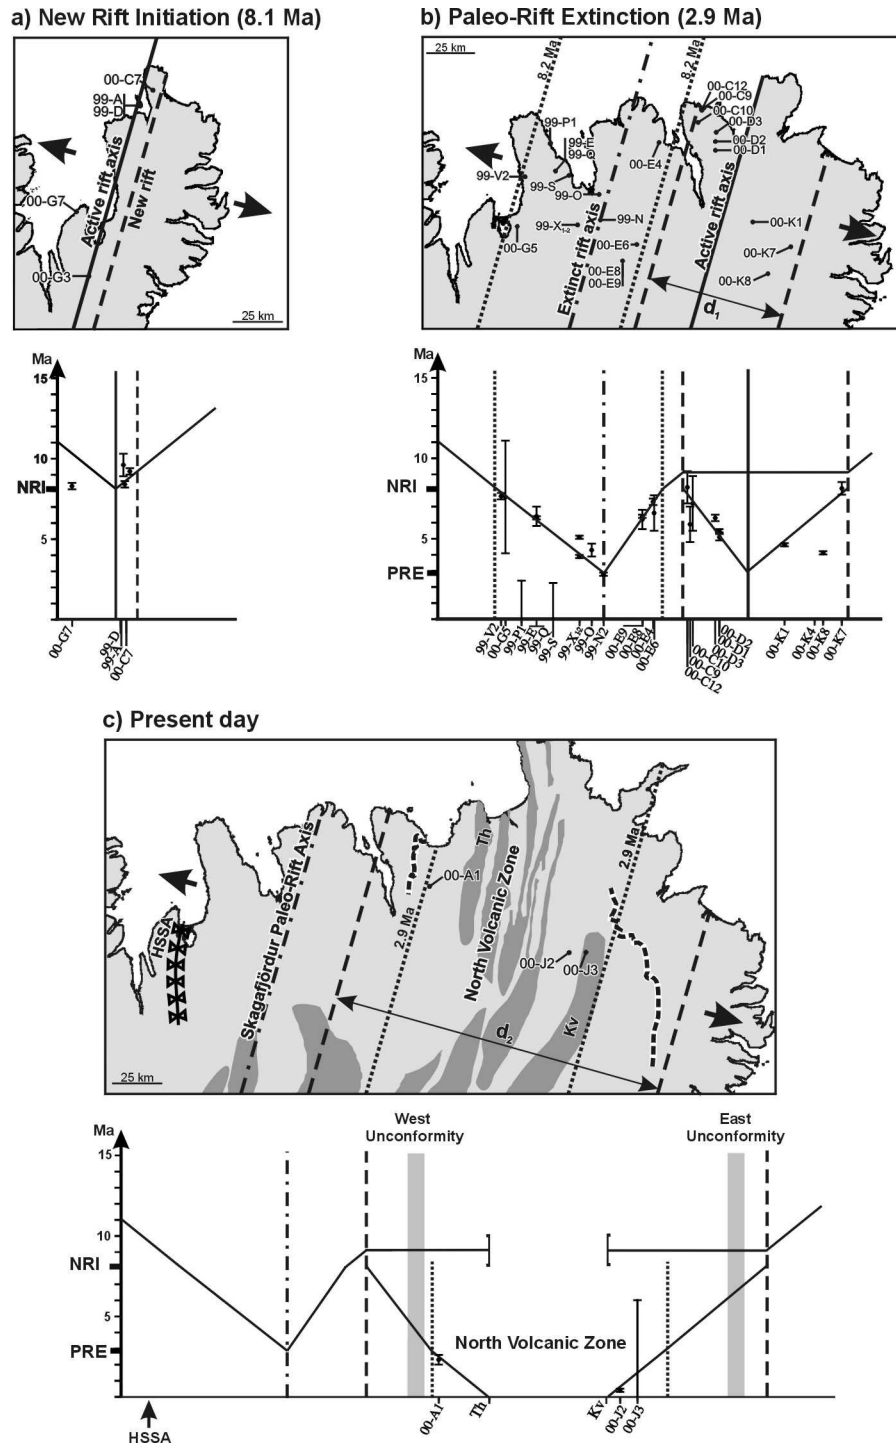 a) New Rift Initiation (8.1 Ma)
00-C7
99-A
99-D
00-G7
00-G3
Active rift axis
New rift
25 km
Ma
15
10
NRI
5
PRE
00-G7
99-D
99-A
00-C7
b) Paleo-Rift Extinction (2.9 Ma)
25 km
8.2 Ma
8.2 Ma
00-C12
00-C9
00-C10
00-D3
00-D2
00-D1
99-P1
99-E
99-Q
00-E4
99-V2
99-S
99-O
99-N
99-X1-2
00-G5
00-E6
00-E8
00-E9
00-K1
00-K7
00-K8
Extinct rift axis
Active rift axis
d1
Ma
15
10
NRI
5
PRE
99-V2
00-G5
99-P1
99-E
99-Q
99-S
99-X1-2
99-O
99-N2
00-E9
00-E8
00-E4
00-E6
00-C10
00-C9
00-C12
00-D2
00-D1
00-D3
00-K1
00-K4
00-K8
00-K7
c) Present day
HSSA
Skagafjördur Paleo-Rift Axis
2.9 Ma
00-A1
Th
North Volcanic Zone
00-J2
00-J3
Kv
2.9 Ma
d2
25 km
West
Unconformity
East
Unconformity
Ma
15
10
NRI
5
PRE
North Volcanic Zone
HSSA
00-A1
Th
Kv
00-J2
00-J3